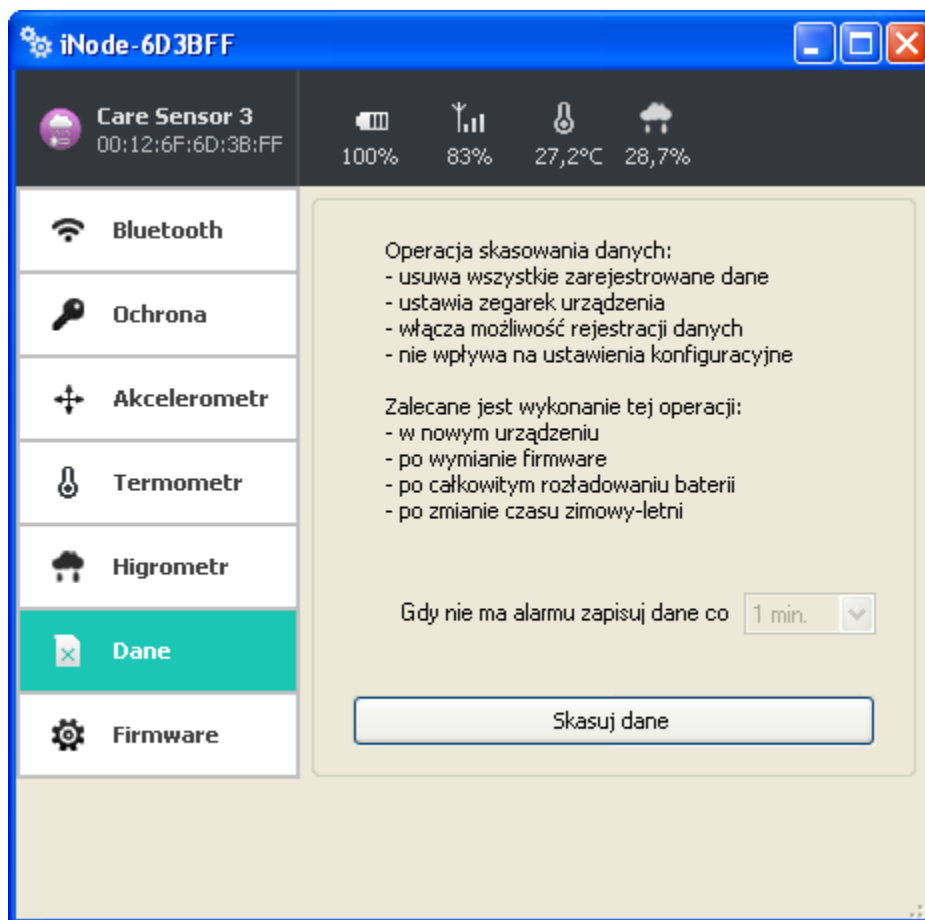 iNode-6D3BFF
Care Sensor 3
00:12:6F:6D:3B:FF
100%
83%
27,2°C
28,7%
Bluetooth
Ochrona
Akcelerometr
Termometr
Higrometr
Dane
Firmware
Operacja skasowania danych:
- usuwa wszystkie zarejestrowane dane
- ustawia zegarek urządzenia
- włącza możliwość rejestracji danych
- nie wpływa na ustawienia konfiguracyjne
Zalecane jest wykonanie tej operacji:
- w nowym urządzeniu
- po wymianie firmware
- po całkowitym rozładowaniu baterii
- po zmianie czasu zimowy-letni
Gdy nie ma alarmu zapisuj dane co 1 min.
Skasuj dane